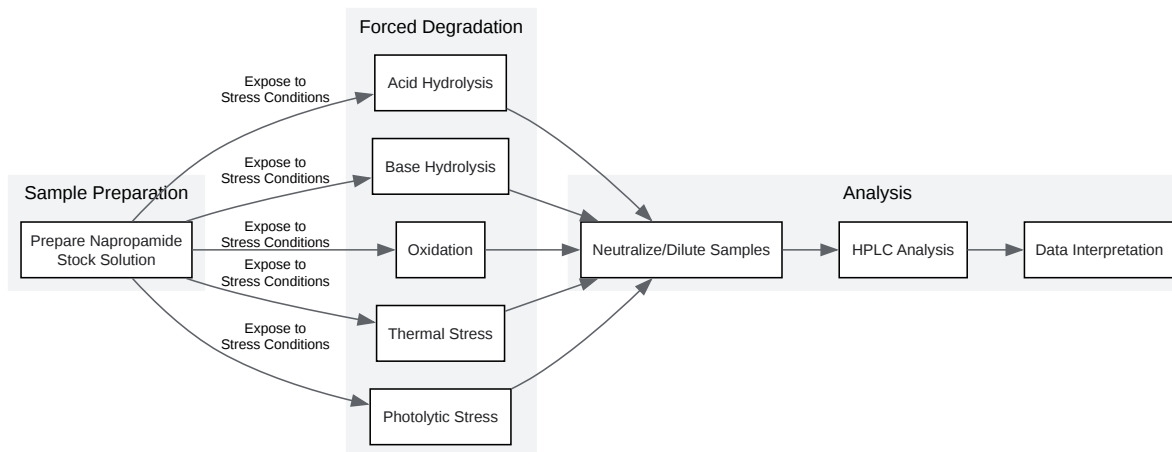 Forced Degradation
Expose to
Stress Conditions
Acid Hydrolysis
Expose to
Stress Conditions
Base Hydrolysis
Sample Preparation
Analysis
Prepare Napropamide
Stock Solution
Expose to
Stress Conditions
Oxidation
Neutralize/Dilute Samples
HPLC Analysis
Data Interpretation
Expose to
Stress Conditions
Thermal Stress
Expose to
Stress Conditions
Photolytic Stress